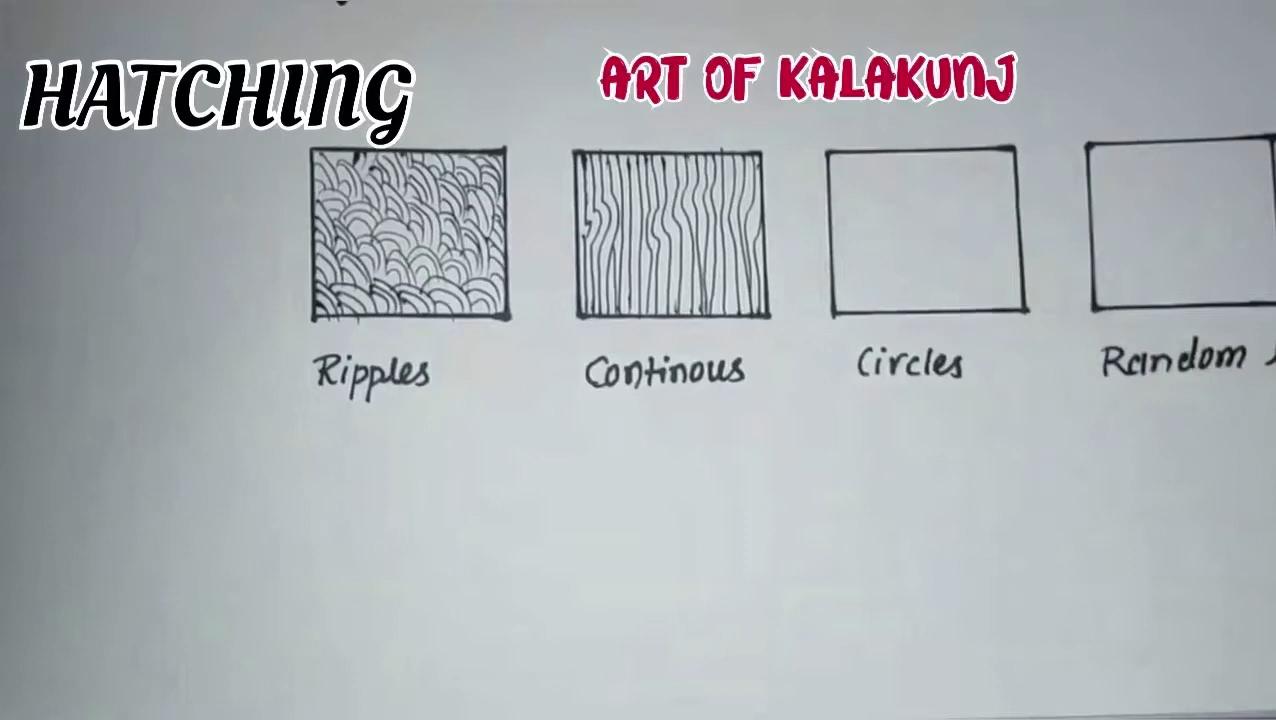 HATCHING
ART OF KALAKUNJ
Ripples
Continous
Circles
Random